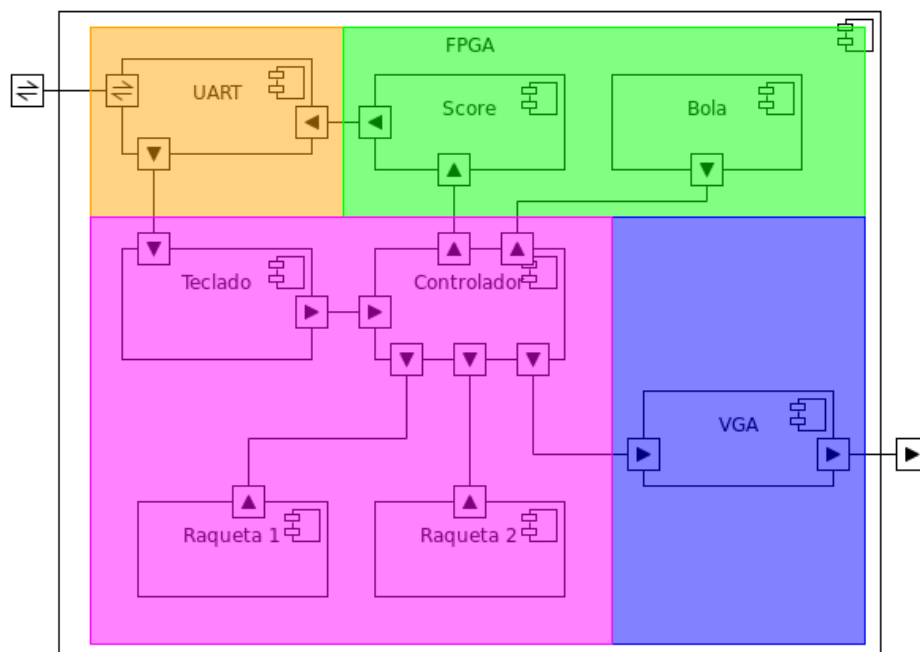 FPGA
UART
Score
Bola
Teclado
Controlador
VGA
Raqueta 1
Raqueta 2